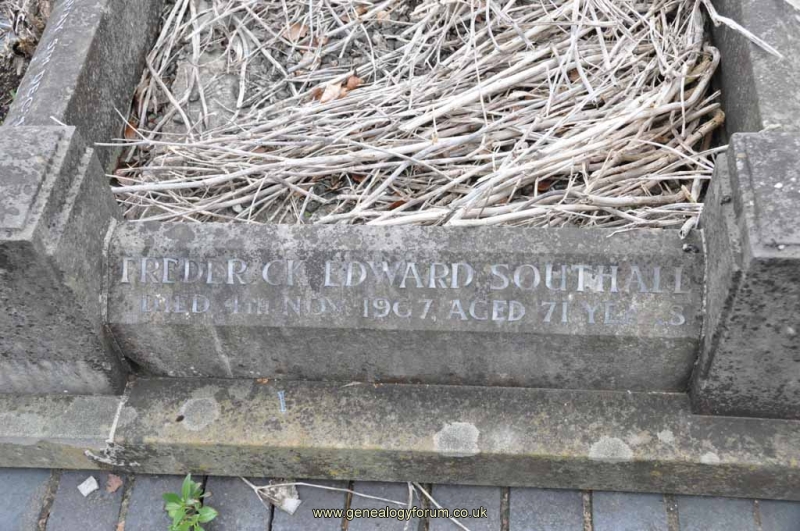 FREDERICK EDWARD SOUTHALL
DIED 4TH NOV 1967, AGED 71 YEARS
www.genealogyforum.co.uk